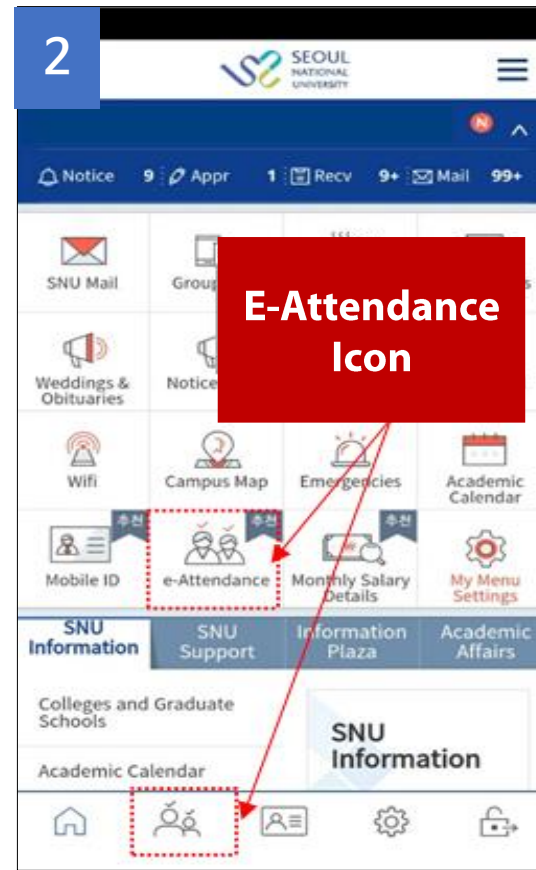 2
SEOUL
NATIONAL
UNIVERSITY
N
Notice 9 Appr 1 Recv 9+ Mail 99+
E-Attendance
Icon
SNU Mail
Weddings &
Obituaries
Notice
Wifi
Campus Map
Emergencies
Academic
Calendar
추천
추천
추천
Mobile ID
e-Attendance
Monthly Salary
Details
My Menu
Settings
SNU
Information
SNU
Support
Information
Plaza
Academic
Affairs
Colleges and Graduate
Schools
Academic Calendar
SNU
Information